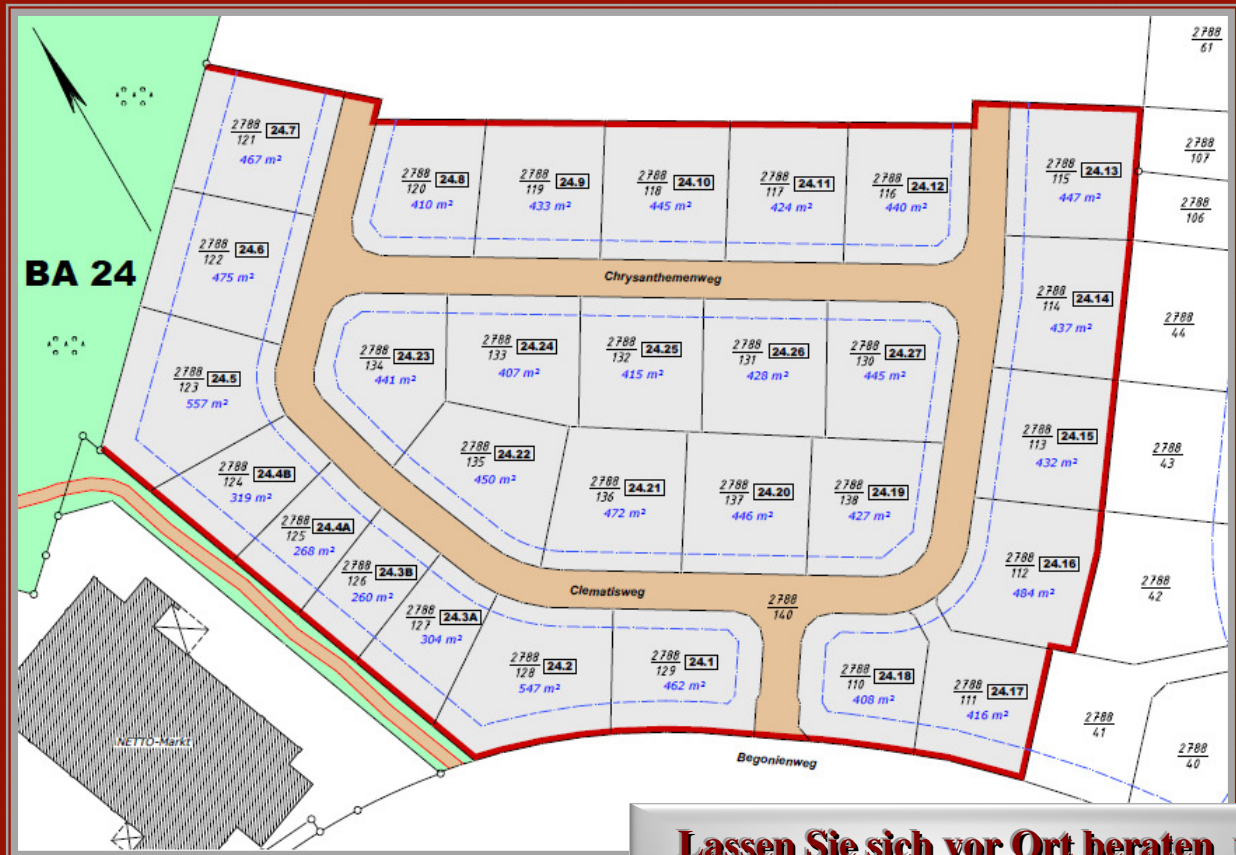 BA 24
2788
61
2788
107
2788
106
2788
44
2788
43
2788
42
2788
41
2788
40
2788
121 24.7
467 m²
2788
122 24.6
475 m²
2788
123 24.5
557 m²
2788
124 24.4B
319 m²
2788
125 24.4A
268 m²
2788
126 24.3B
260 m²
2788
127 24.3A
304 m²
2788
128 24.2
547 m²
2788
129 24.1
462 m²
2788
120 24.8
410 m²
2788
119 24.9
433 m²
2788
118 24.10
445 m²
2788
117 24.11
424 m²
2788
116 24.12
440 m²
2788
115 24.13
447 m²
2788
114 24.14
437 m²
2788
113 24.15
432 m²
2788
112 24.16
484 m²
2788
111 24.17
416 m²
2788
110 24.18
408 m²
Chrysanthemenweg
2788
134 24.23
441 m²
2788
133 24.24
407 m²
2788
132 24.25
415 m²
2788
131 24.26
428 m²
2788
130 24.27
445 m²
2788
135 24.22
450 m²
2788
136 24.21
472 m²
2788
137 24.20
446 m²
2788
138 24.19
427 m²
Clematisweg
2788
140
NETTO-Markt
Begonienweg
Lassen Sie sich vor Ort beraten